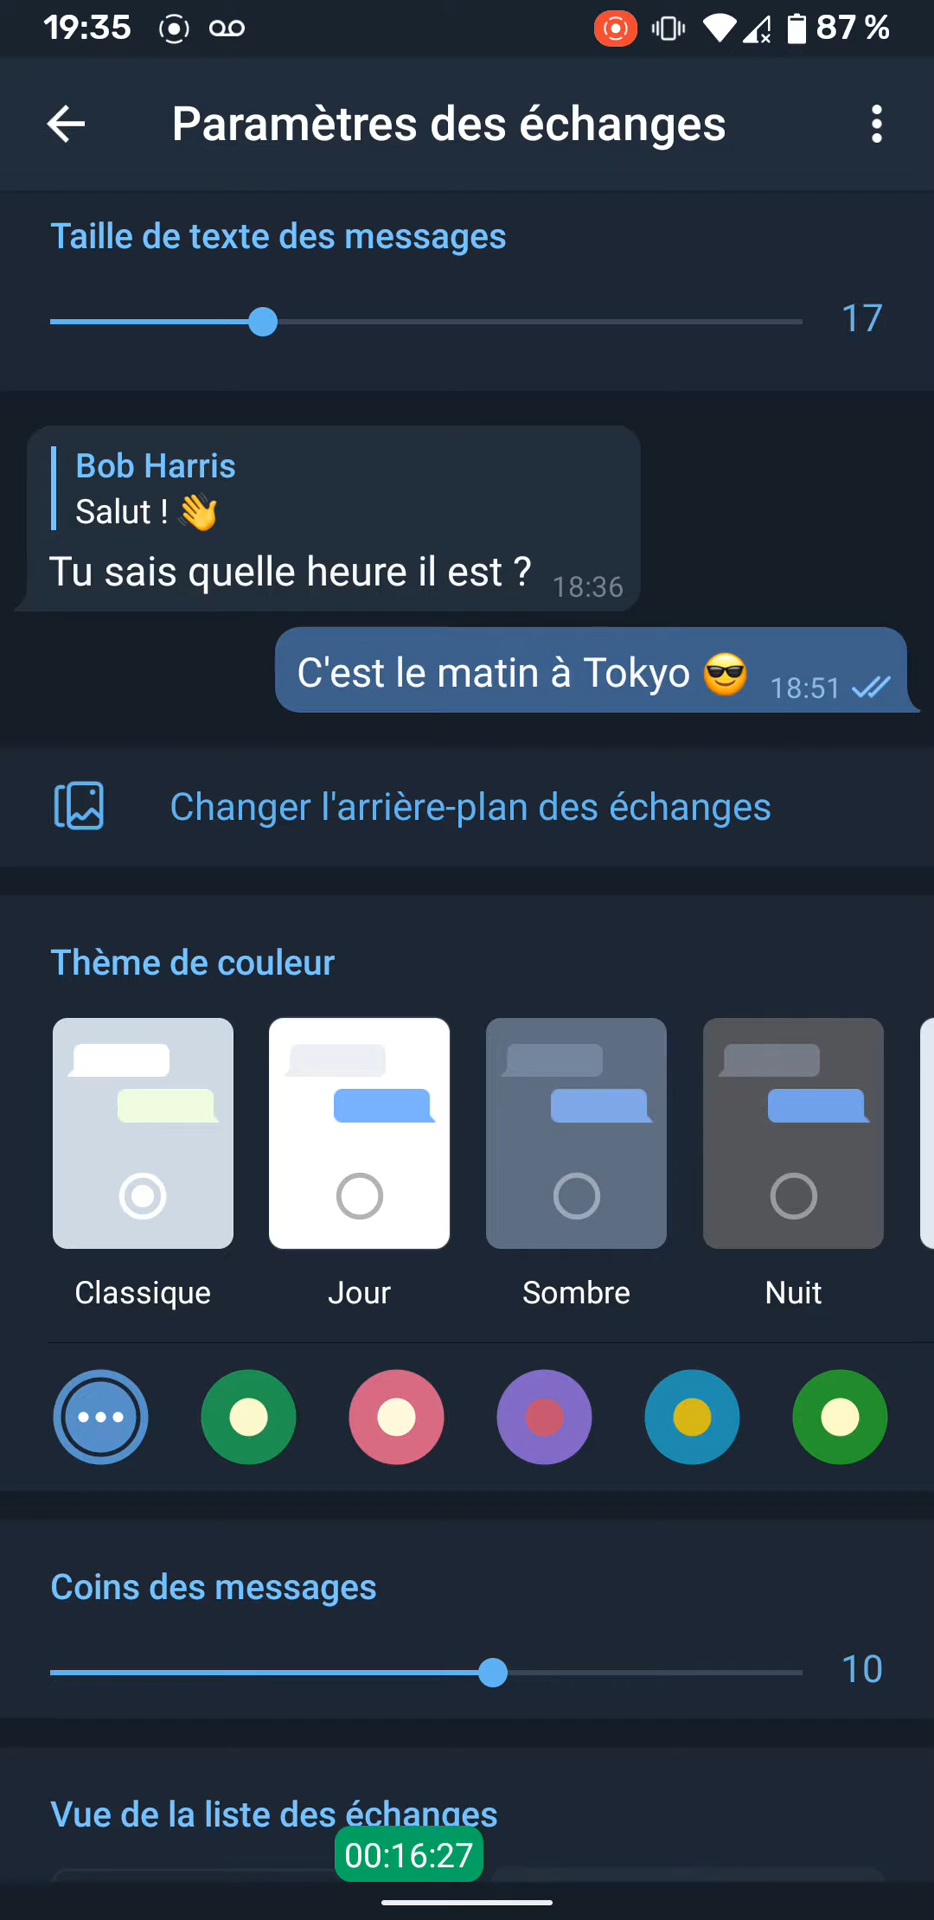 19:35
87 %
Paramètres des échanges
Taille de texte des messages
17
Bob Harris
Salut ! 👋
Tu sais quelle heure il est ? 18:36
C'est le matin à Tokyo 😎 18:51
Changer l'arrière-plan des échanges
Thème de couleur
Classique
Jour
Sombre
Nuit
Coins des messages
10
Vue de la liste des échanges
00:16:27